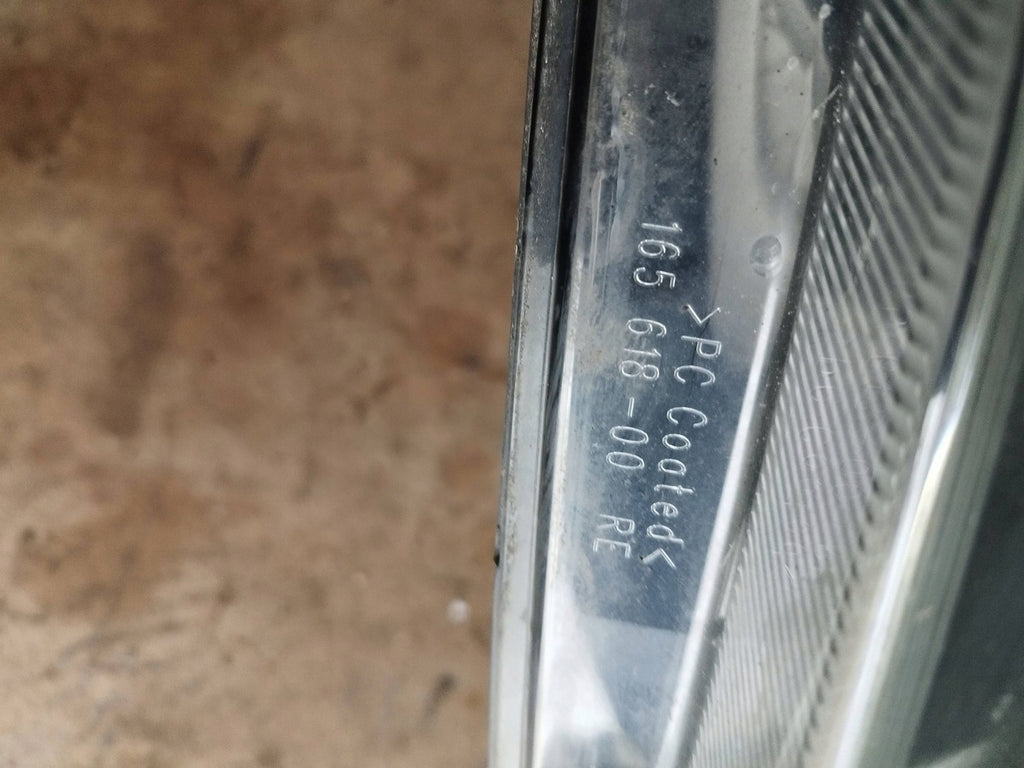 >PC Coated<
165 618-00 RE